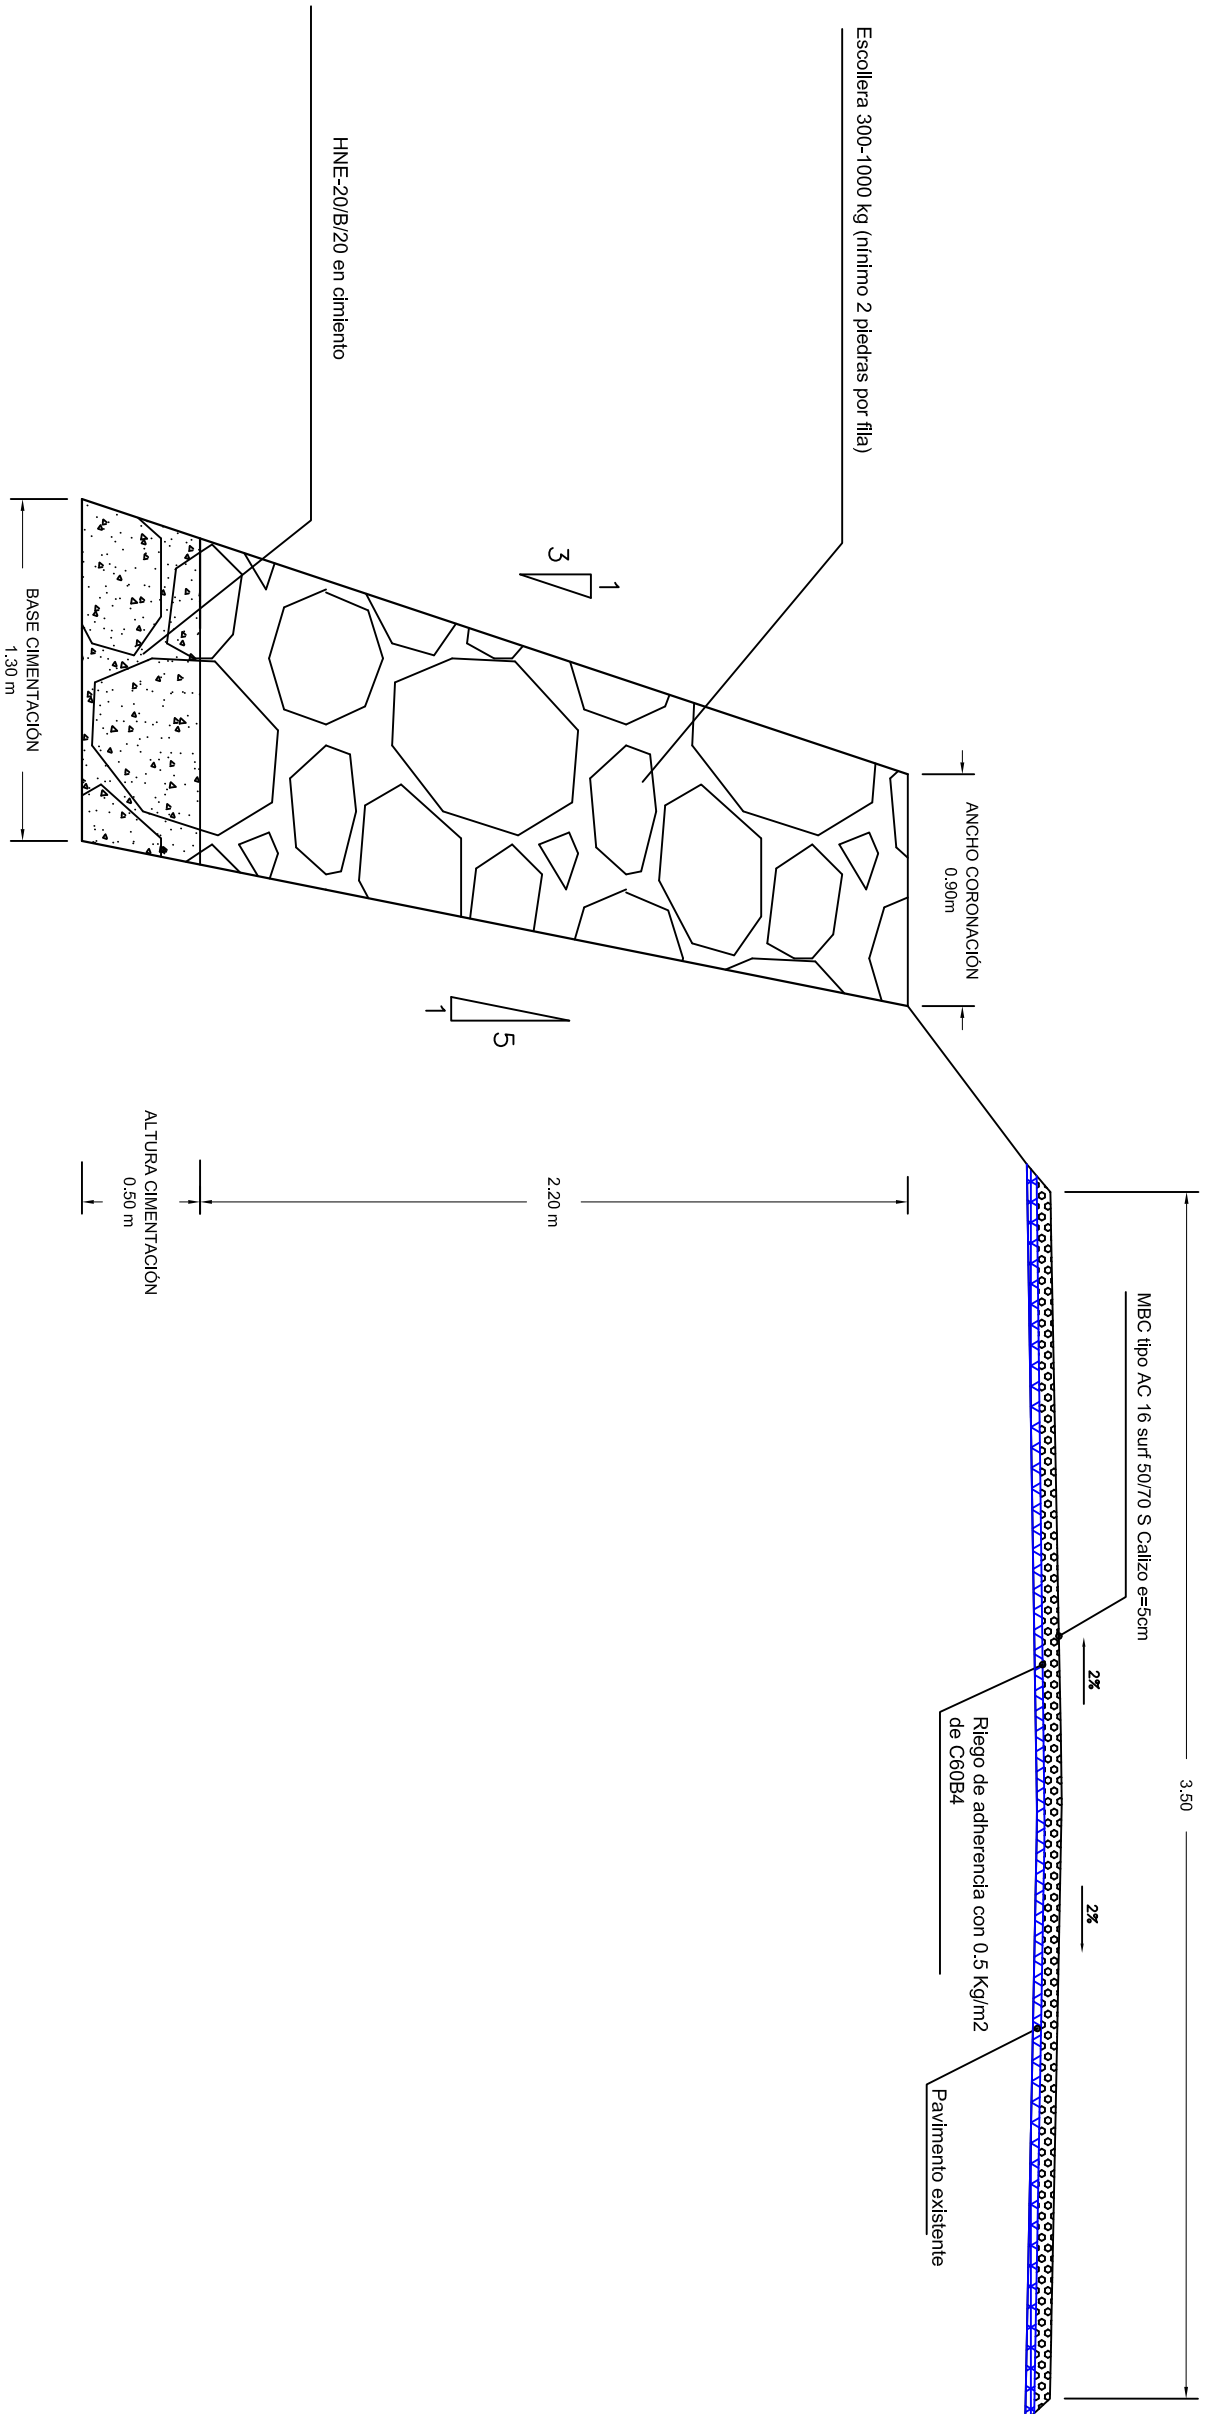 3.50
MBC tipo AC 16 surf 50/70 S Calizo e=5cm
2%
2%
Riego de adherencia con 0.5 Kg/m2
de C60B4
Pavimento existente
ANCHO CORONACIÓN
0.90m
Escollera 300-1000 kg (nínimo 2 piedras por fila)
1
3
5
1
2.20 m
HNE-20/B/20 en cimiento
ALTURA CIMENTACIÓN
0.50 m
BASE CIMENTACIÓN
1.30 m